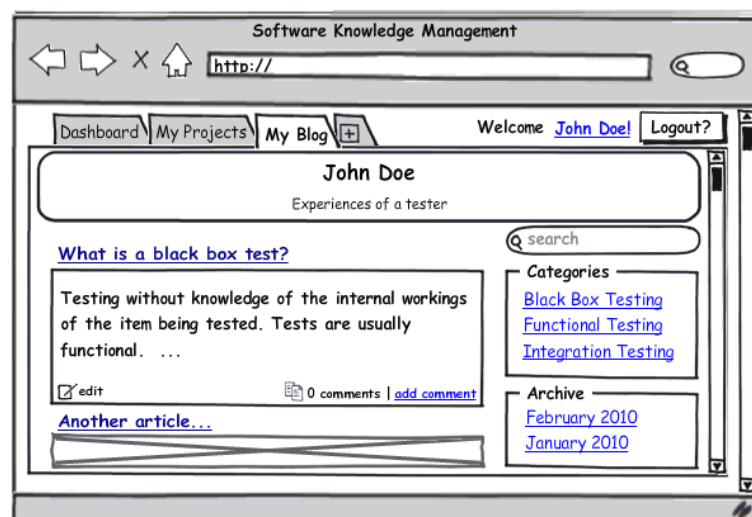 Software Knowledge Management
http://
Dashboard
My Projects
My Blog
Welcome John Doe!
Logout?
John Doe
Experiences of a tester
What is a black box test?
Testing without knowledge of the internal workings
of the item being tested. Tests are usually
functional. ...
edit
0 comments | add comment
Another article...
search
Categories
Black Box Testing
Functional Testing
Integration Testing
Archive
February 2010
January 2010